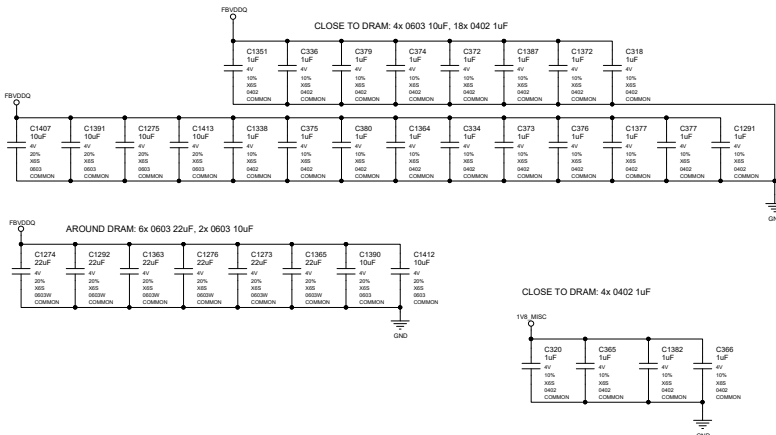 FBVDDQ
CLOSE TO DRAM: 4x 0603 10uF, 18x 0402 1uF
C1351 C336 C379 C374 C372 C1387 C1372 C318
1uF 1uF 1uF 1uF 1uF 1uF 1uF 1uF
4V 4V 4V 4V 4V 4V 4V 4V
10% 10% 10% 10% 10% 10% 10% 10%
X6S X6S X6S X6S X6S X6S X6S X6S
0402 0402 0402 0402 0402 0402 0402 0402
COMMON COMMON COMMON COMMON COMMON COMMON COMMON COMMON
FBVDDQ
C1407 C1391 C1275 C1413 C1338 C375 C380 C1364 C334 C373 C376 C1377 C377 C1291
10uF 10uF 10uF 10uF 1uF 1uF 1uF 1uF 1uF 1uF 1uF 1uF 1uF 1uF
4V 4V 4V 4V 4V 4V 4V 4V 4V 4V 4V 4V 4V 4V
20% 20% 20% 20% 10% 10% 10% 10% 10% 10% 10% 10% 10% 10%
X6S X6S X6S X6S X6S X6S X6S X6S X6S X6S X6S X6S X6S X6S
0603 0603 0603 0603 0402 0402 0402 0402 0402 0402 0402 0402 0402 0402
COMMON COMMON COMMON COMMON COMMON COMMON COMMON COMMON COMMON COMMON COMMON COMMON COMMON COMMON
FBVDDQ
AROUND DRAM: 6x 0603 22uF, 2x 0603 10uF
C1274 C1292 C1363 C1276 C1273 C1365 C1390 C1412
22uF 22uF 22uF 22uF 22uF 22uF 10uF 10uF
4V 4V 4V 4V 4V 4V 4V 4V
20% 20% 20% 20% 20% 20% 20% 20%
X6S X6S X6S X6S X6S X6S X6S X6S
0603W 0603W 0603W 0603W 0603W 0603W 0603 0603
COMMON COMMON COMMON COMMON COMMON COMMON COMMON COMMON
GND
CLOSE TO DRAM: 4x 0402 1uF
1V8_MISC
C320 C365 C1382 C366
1uF 1uF 1uF 1uF
4V 4V 4V 4V
10% 10% 10% 10%
X6S X6S X6S X6S
0402 0402 0402 0402
COMMON COMMON COMMON COMMON